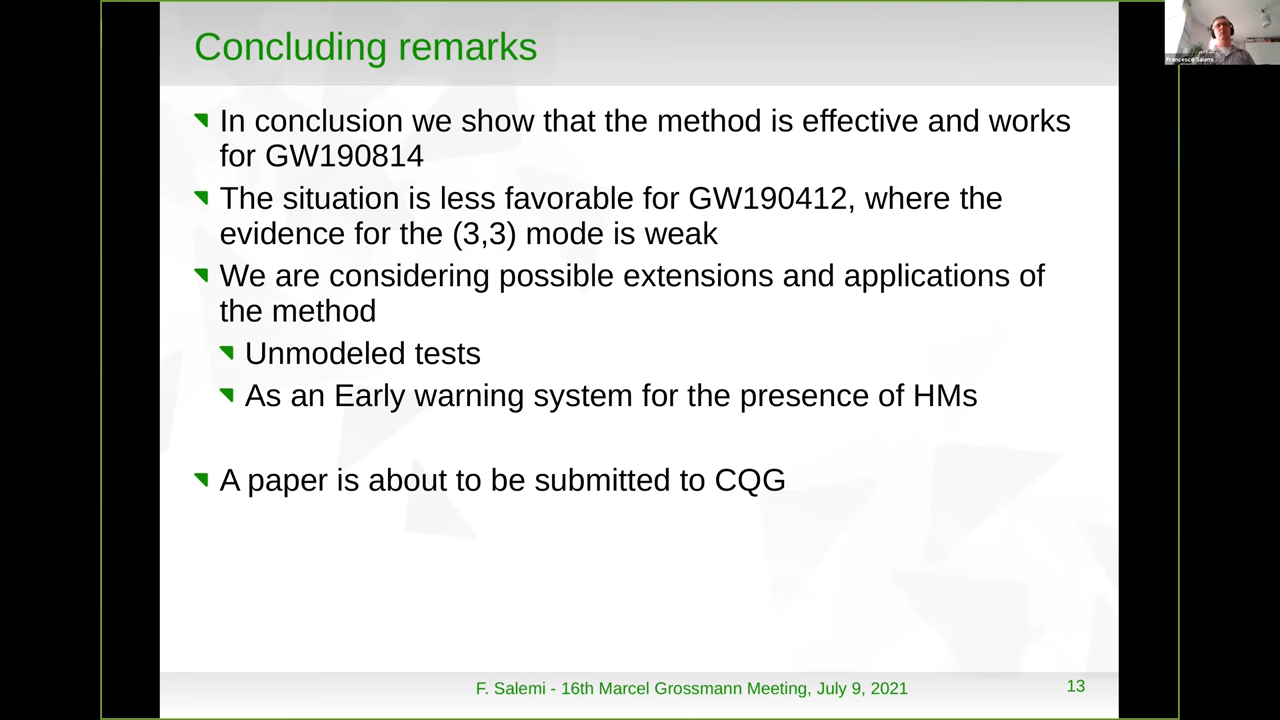 Concluding remarks
In conclusion we show that the method is effective and works
for GW190814
The situation is less favorable for GW190412, where the
evidence for the (3,3) mode is weak
We are considering possible extensions and applications of
the method
Unmodeled tests
As an Early warning system for the presence of HMs
A paper is about to be submitted to CQG
F. Salemi - 16th Marcel Grossmann Meeting, July 9, 2021
13
Francesco Salemi